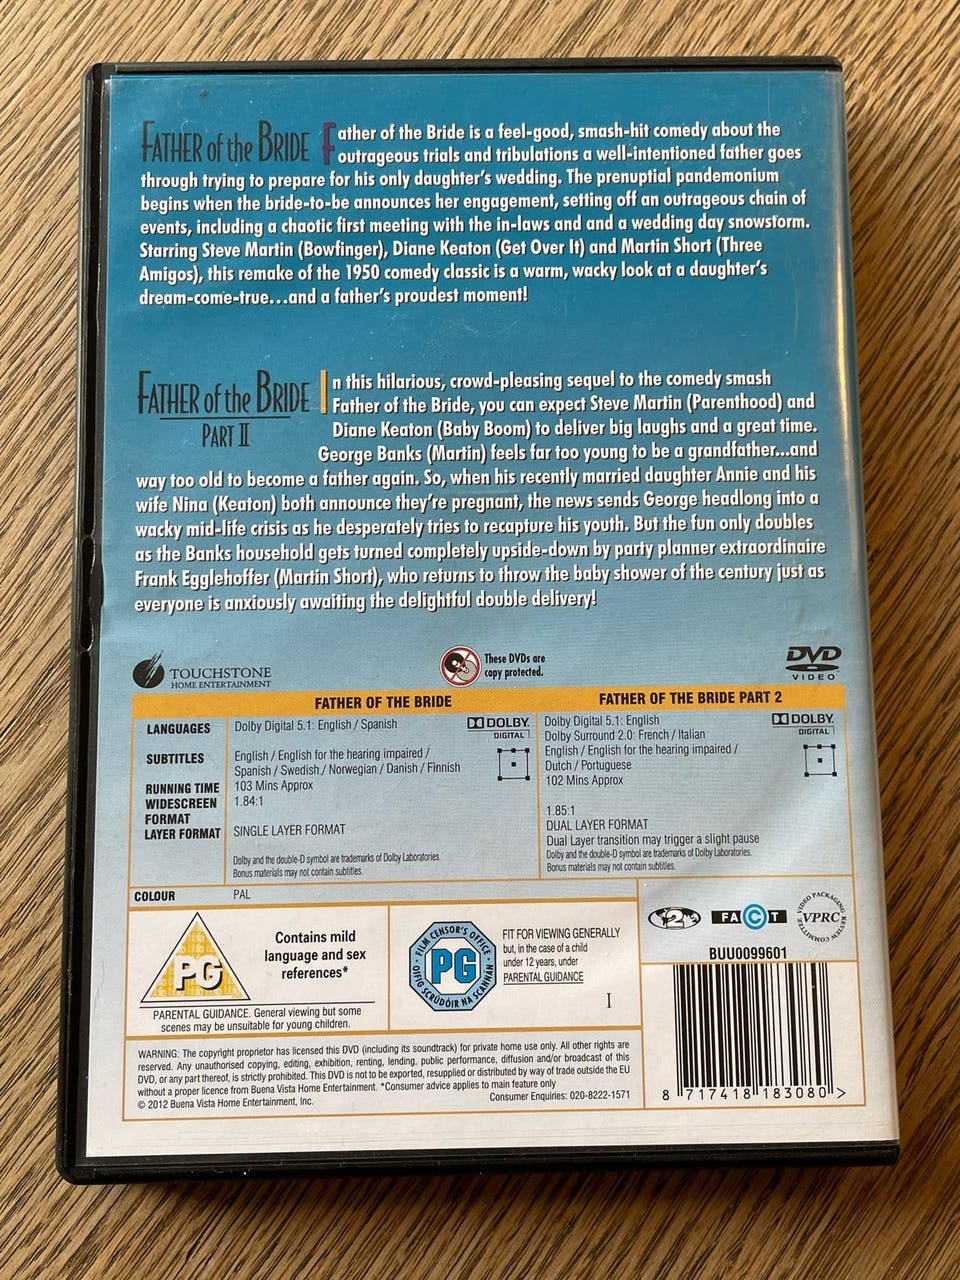 FATHER of the BRIDE
Father of the Bride is a feel-good, smash-hit comedy about the
outrageous trials and tribulations a well-intentioned father goes
through trying to prepare for his only daughter's wedding. The prenuptial pandemonium
begins when the bride-to-be announces her engagement, setting off an outrageous chain of
events, including a chaotic first meeting with the in-laws and and a wedding day snowstorm.
Starring Steve Martin (Bowfinger), Diane Keaton (Get Over It) and Martin Short (Three
Amigos), this remake of the 1950 comedy classic is a warm, wacky look at a daughter's
dream-come-true...and a father's proudest moment!
FATHER of the BRIDE
PART II
In this hilarious, crowd-pleasing sequel to the comedy smash
Father of the Bride, you can expect Steve Martin (Parenthood) and
Diane Keaton (Baby Boom) to deliver big laughs and a great time.
George Banks (Martin) feels far too young to be a grandfather...and
way too old to become a father again. So, when his recently married daughter Annie and his
wife Nina (Keaton) both announce they're pregnant, the news sends George headlong into a
wacky mid-life crisis as he desperately tries to recapture his youth. But the fun only doubles
as the Banks household gets turned completely upside-down by party planner extraordinaire
Frank Egglehoffer (Martin Short), who returns to throw the baby shower of the century just as
everyone is anxiously awaiting the delightful double delivery!
TOUCHSTONE
HOME ENTERTAINMENT
These DVDs are
copy protected.
DVD
VIDEO
FATHER OF THE BRIDE
FATHER OF THE BRIDE PART 2
LANGUAGES
Dolby Digital 5.1: English / Spanish
DOLBY
DIGITAL
Dolby Digital 5.1: English
Dolby Surround 2.0: French / Italian
DOLBY
DIGITAL
SUBTITLES
English / English for the hearing impaired /
Spanish / Swedish / Norwegian / Danish / Finnish
English / English for the hearing impaired /
Dutch / Portuguese
RUNNING TIME
103 Mins Approx
102 Mins Approx
WIDESCREEN
FORMAT
1.84:1
1.85:1
LAYER FORMAT
SINGLE LAYER FORMAT
DUAL LAYER FORMAT
Dual Layer transition may trigger a slight pause
Dolby and the double-D symbol are trademarks of Dolby Laboratories.
Bonus materials may not contain subtitles.
Dolby and the double-D symbol are trademarks of Dolby Laboratories.
Bonus materials may not contain subtitles.
COLOUR
PAL
PG
Contains mild
language and sex
references*
PARENTAL GUIDANCE. General viewing but some
scenes may be unsuitable for young children.
FILM CENSOR'S OFFICE
PG
OIFIG SCRÚDÓIR NA SCANNÁN
FIT FOR VIEWING GENERALLY
but, in the case of a child
under 12 years, under
PARENTAL GUIDANCE
I
2
FACT
VIDEO PACKAGING
VPRC
REVIEW COMMITTEE
BUU0099601
WARNING: The copyright proprietor has licensed this DVD (including its soundtrack) for private home use only. All other rights are
reserved. Any unauthorised copying, editing, exhibition, renting, lending, public performance, diffusion and/or broadcast of this
DVD, or any part thereof, is strictly prohibited. This DVD is not to be exported, resupplied or distributed by way of trade outside the EU
without a proper licence from Buena Vista Home Entertainment. *Consumer advice applies to main feature only
© 2012 Buena Vista Home Entertainment, Inc.
Consumer Enquiries: 020-8222-1571
8 717418 183080 >